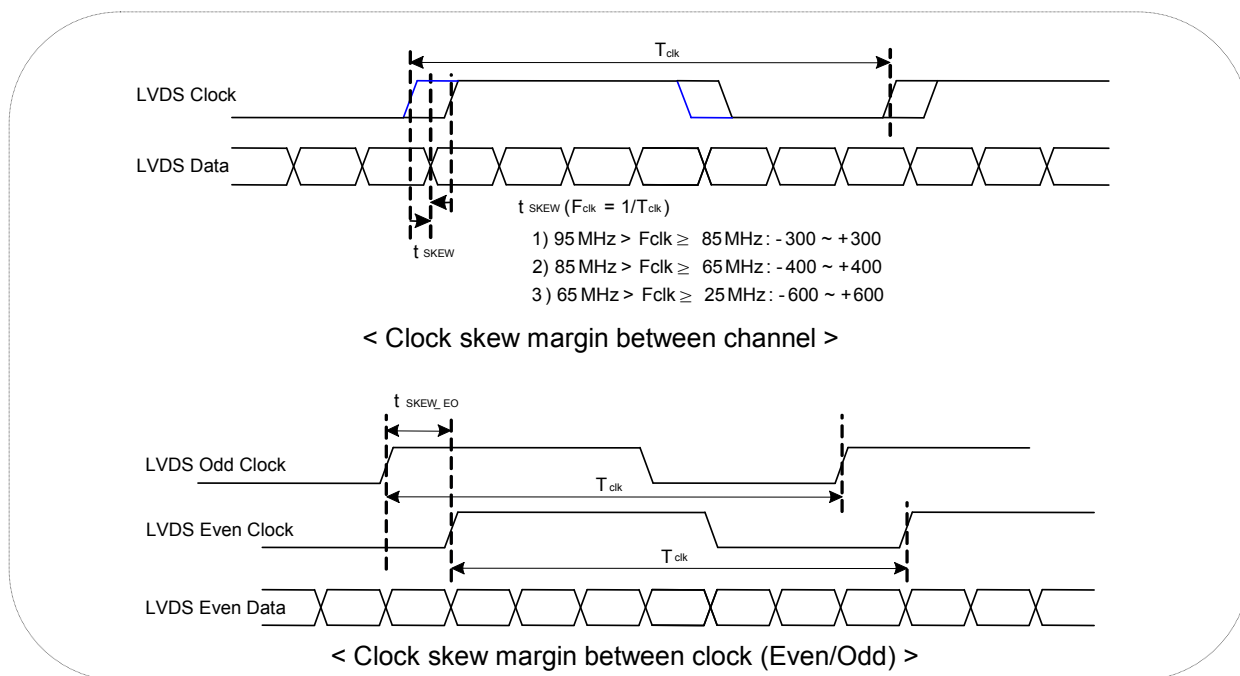 Tclk
LVDS Clock
LVDS Data
t SKEW (Fclk = 1/Tclk)
t SKEW
1) 95 MHz > Fclk ≥ 85 MHz : - 300 ~ +300
2) 85 MHz > Fclk ≥ 65 MHz : - 400 ~ +400
3 ) 65 MHz > Fclk ≥ 25 MHz : - 600 ~ +600
< Clock skew margin between channel >
t SKEW_EO
LVDS Odd Clock
Tclk
LVDS Even Clock
Tclk
LVDS Even Data
< Clock skew margin between clock (Even/Odd) >